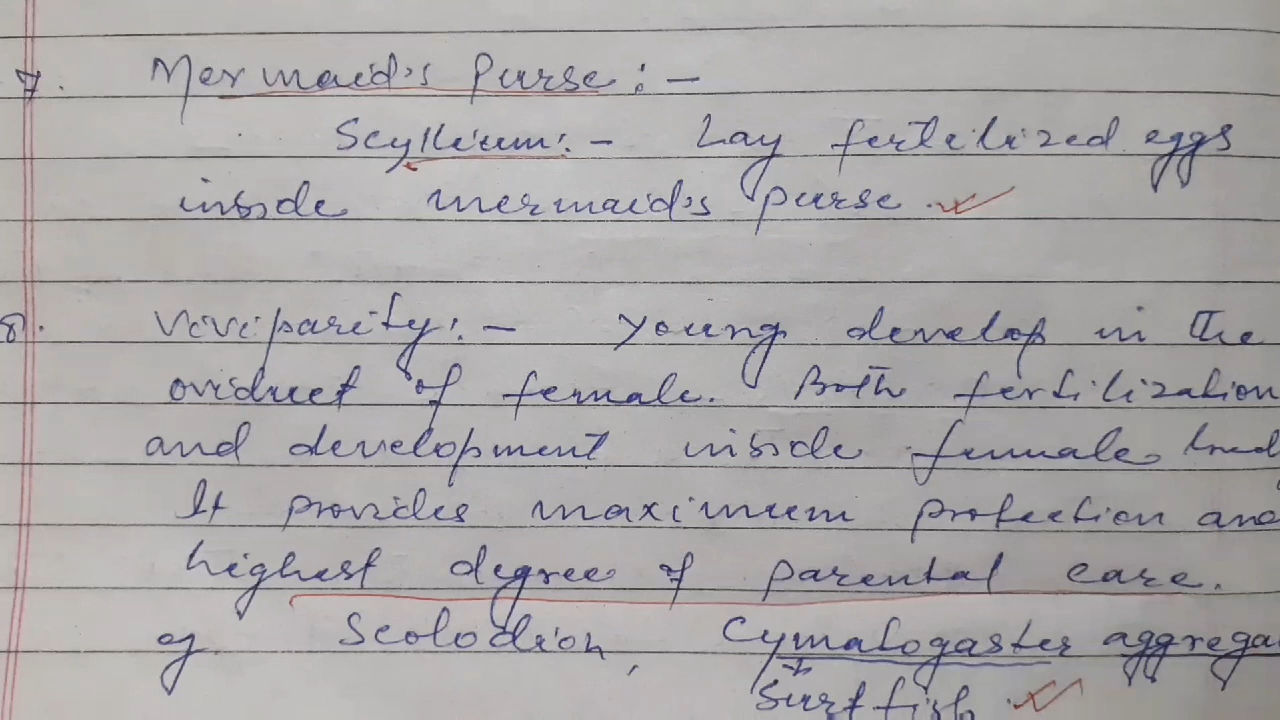 7. Mermaid's Purse :-
Scyllium :- Lay fertilized eggs
inside mermaid's purse.
8. Viviparity :- Young develop in the
oviduct of female. Both fertilization
and development inside female
It provides maximum protection and
highest degree of parental care.
eg Scolodion, Cymatogaster aggrega
Surf fish